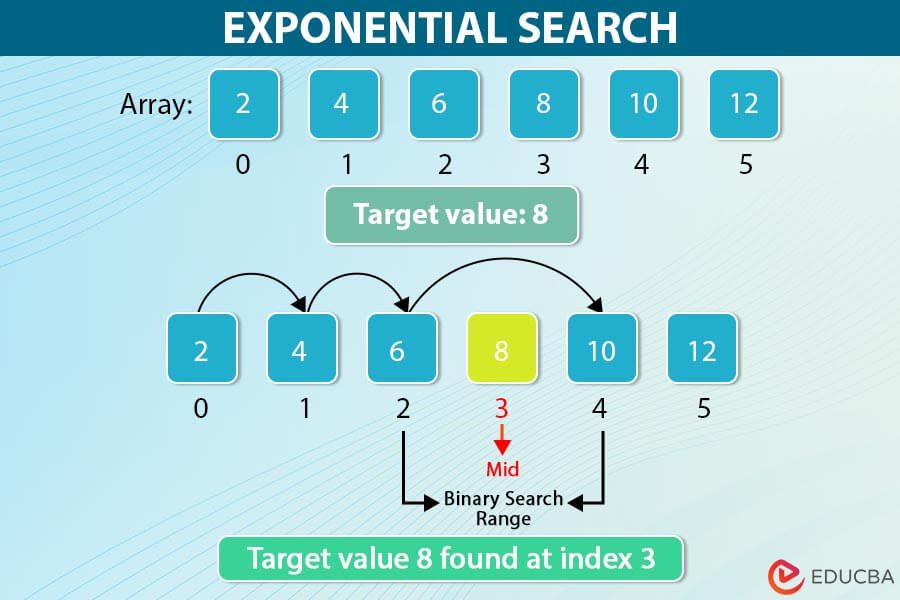 EXPONENTIAL SEARCH
Array: 2 4 6 8 10 12
0 1 2 3 4 5
Target value: 8
2 4 6 8 10 12
0 1 2 3 4 5
Mid
Binary Search
Range
Target value 8 found at index 3
EDUCBA